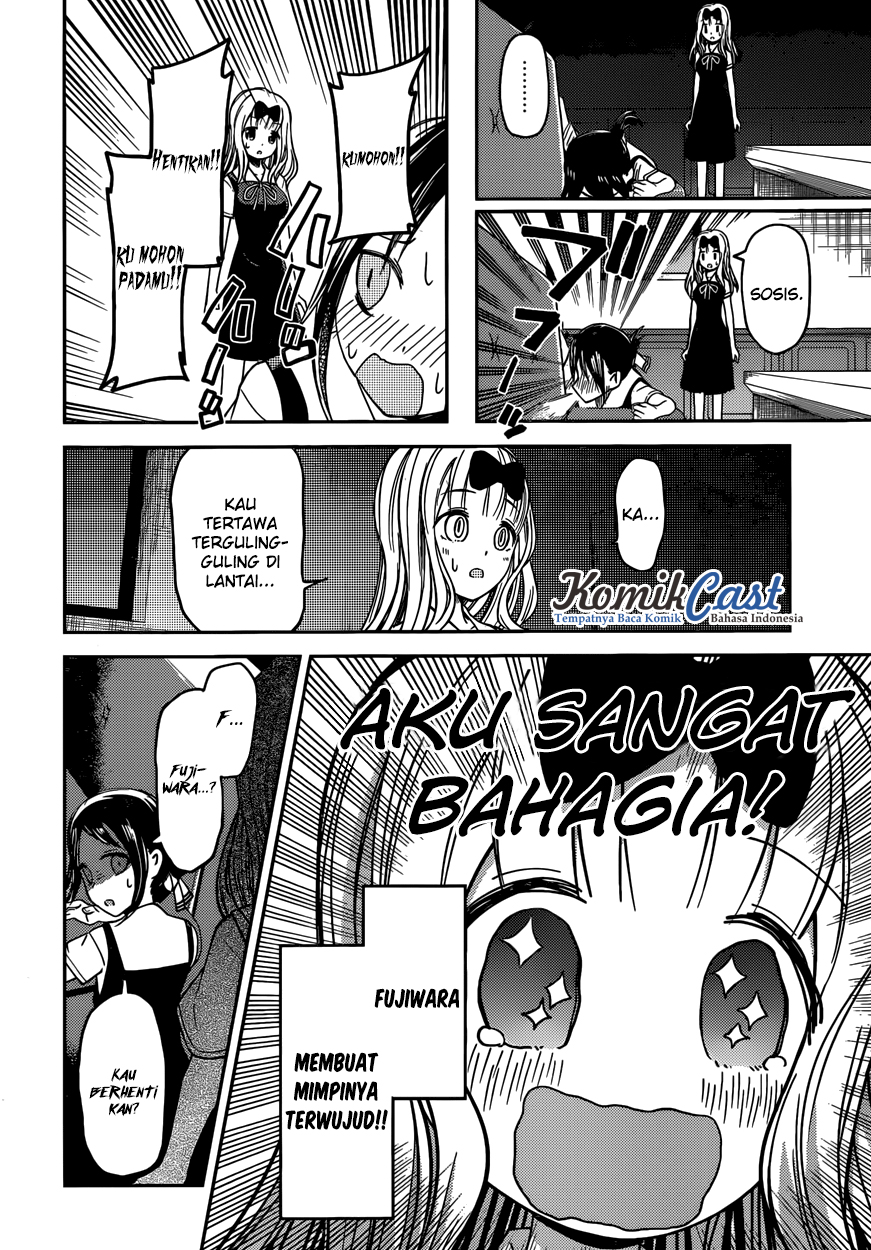 ………
SOSIS.
KUMOHON!!
HENTIKAN!!
KU MOHON
PADAMU!!
KA...
KAU
TERTAWA
TERGULING-
GULING DI
LANTAI...
KomikCast
Tempatnya Baca Komik Bahasa Indonesia
AKU SANGAT
BAHAGIA!
FUJIWARA
MEMBUAT
MIMPINYA
TERWUJUD!!
F...
FUJI-
WARA...?
KAU
BERHENTI
KAN?